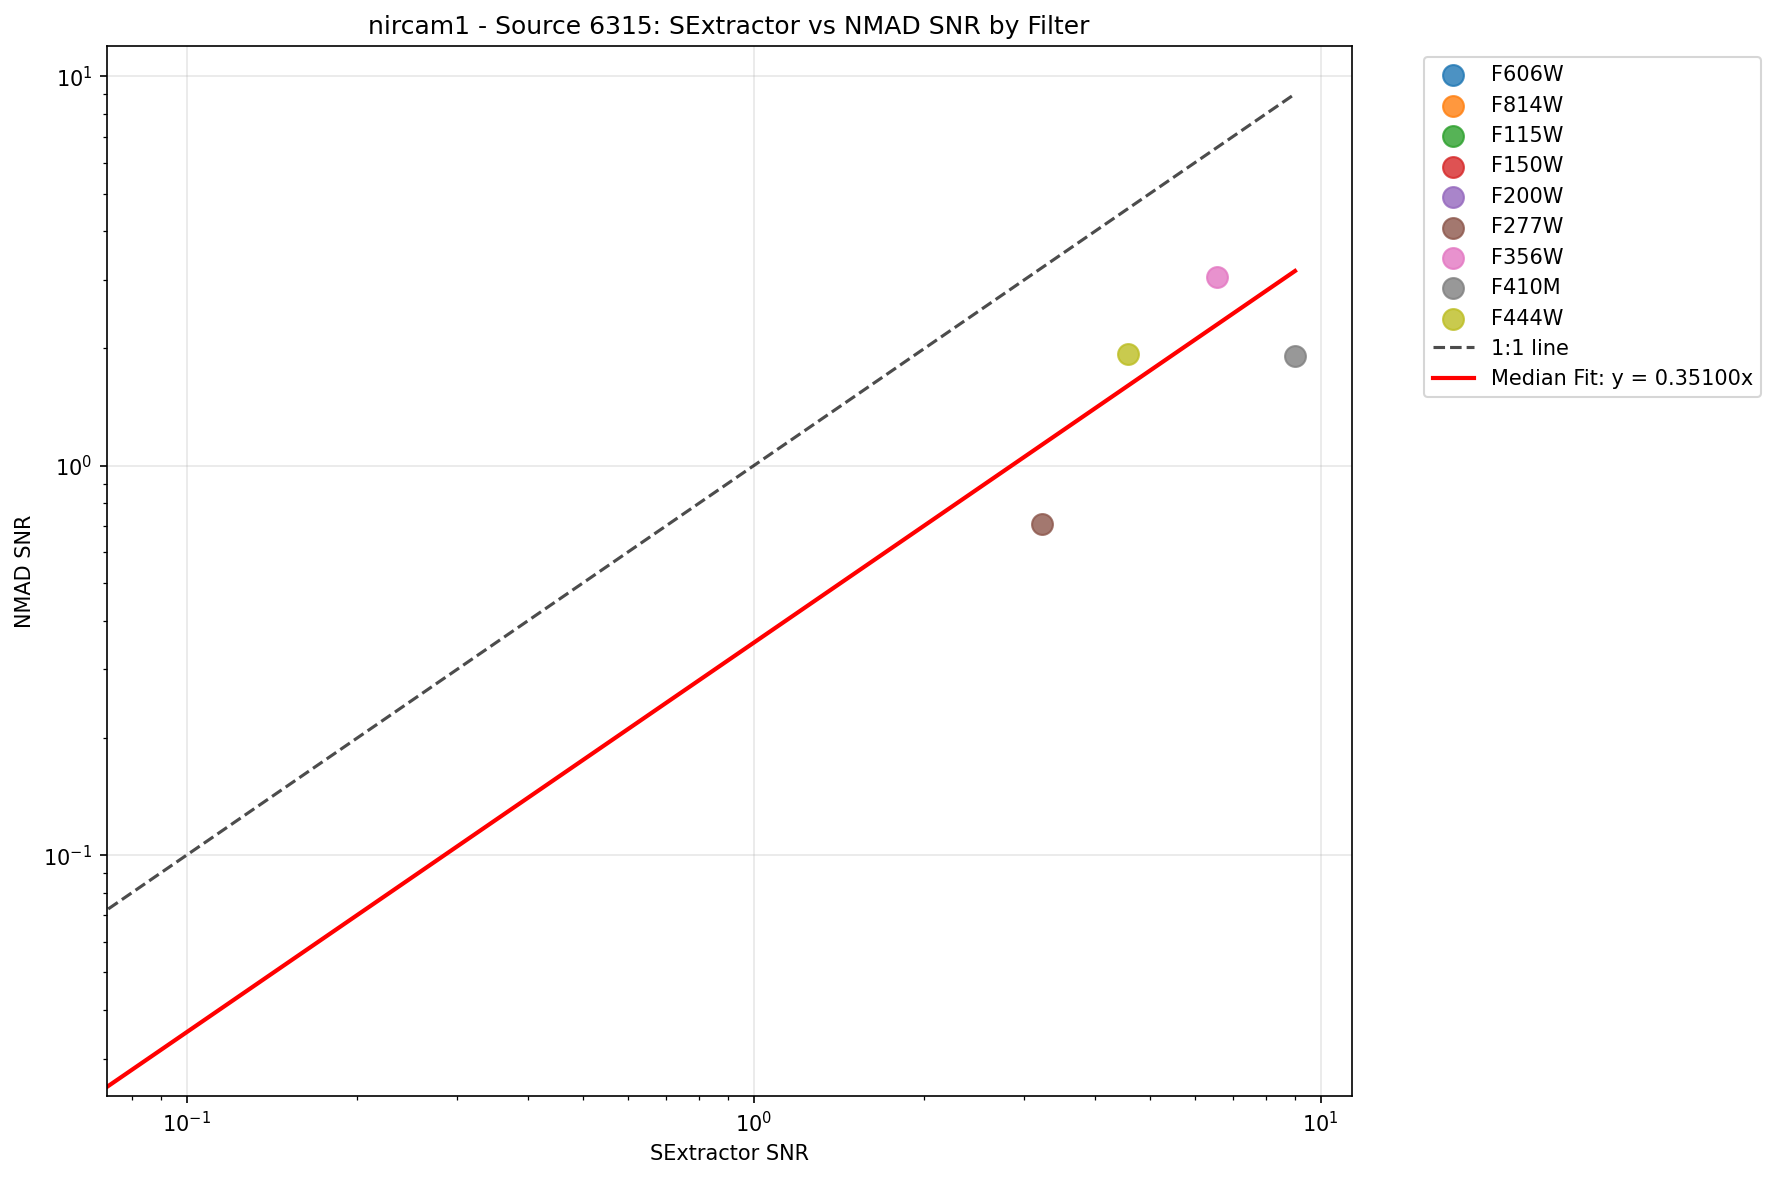 nircam1 - Source 6315: SExtractor vs NMAD SNR by Filter
10¹
10⁰
10⁻¹
NMAD SNR
10⁻¹
10⁰
10¹
SExtractor SNR
F606W
F814W
F115W
F150W
F200W
F277W
F356W
F410M
F444W
1:1 line
Median Fit: y = 0.35100x